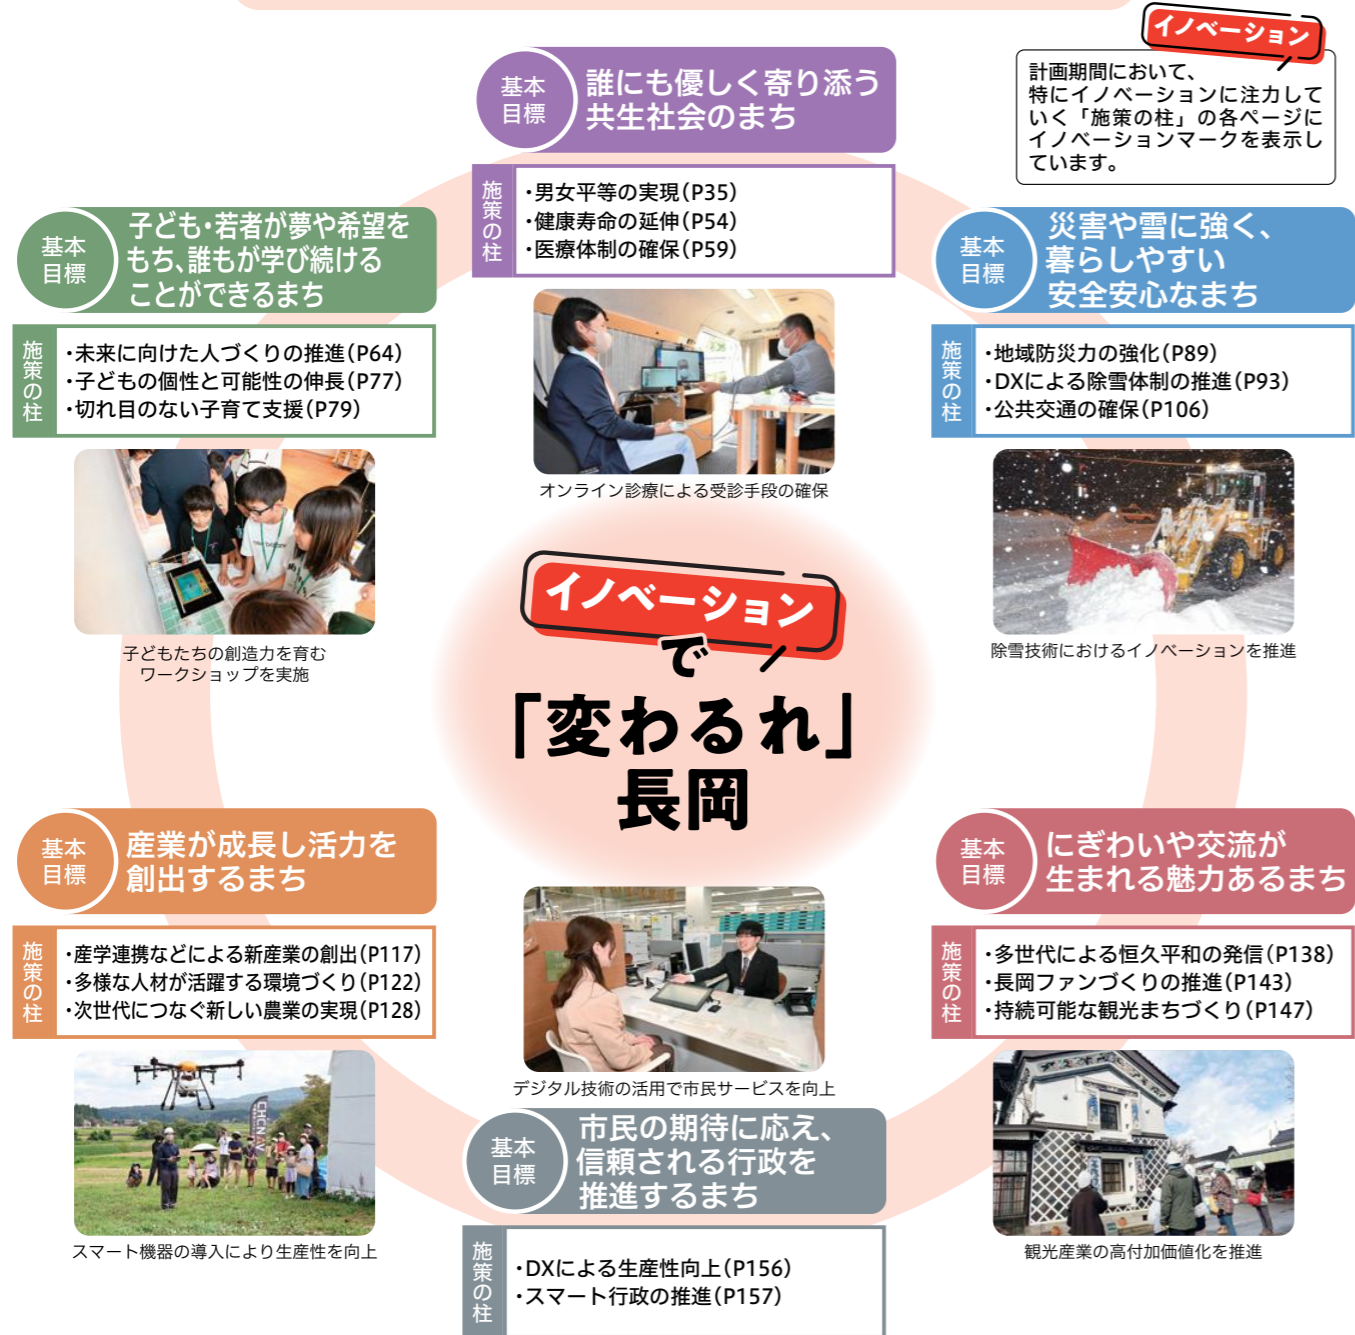 イノベーション
計画期間において、
特にイノベーションに注力して
いく「施策の柱」の各ページに
イノベーションマークを表示し
ています。
基本
目標
誰にも優しく寄り添う
共生社会のまち
施策の柱
・男女平等の実現(P35)
・健康寿命の延伸(P54)
・医療体制の確保(P59)
オンライン診療による受診手段の確保
基本
目標
子ども・若者が夢や希望を
もち、誰もが学び続ける
ことができるまち
施策の柱
・未来に向けた人づくりの推進(P64)
・子どもの個性と可能性の伸長(P77)
・切れ目のない子育て支援(P79)
子どもたちの創造力を育む
ワークショップを実施
基本
目標
災害や雪に強く、
暮らしやすい
安全安心なまち
施策の柱
・地域防災力の強化(P89)
・DXによる除雪体制の推進(P93)
・公共交通の確保(P106)
除雪技術におけるイノベーションを推進
イノベーション
で
「変わるれ」
長岡
基本
目標
産業が成長し活力を
創出するまち
施策の柱
・産学連携などによる新産業の創出(P117)
・多様な人材が活躍する環境づくり(P122)
・次世代につなぐ新しい農業の実現(P128)
CHCNAV
スマート機器の導入により生産性を向上
基本
目標
にぎわいや交流が
生まれる魅力あるまち
施策の柱
・多世代による恒久平和の発信(P138)
・長岡ファンづくりの推進(P143)
・持続可能な観光まちづくり(P147)
観光産業の高付加価値化を推進
デジタル技術の活用で市民サービスを向上
基本
目標
市民の期待に応え、
信頼される行政を
推進するまち
施策の柱
・DXによる生産性向上(P156)
・スマート行政の推進(P157)